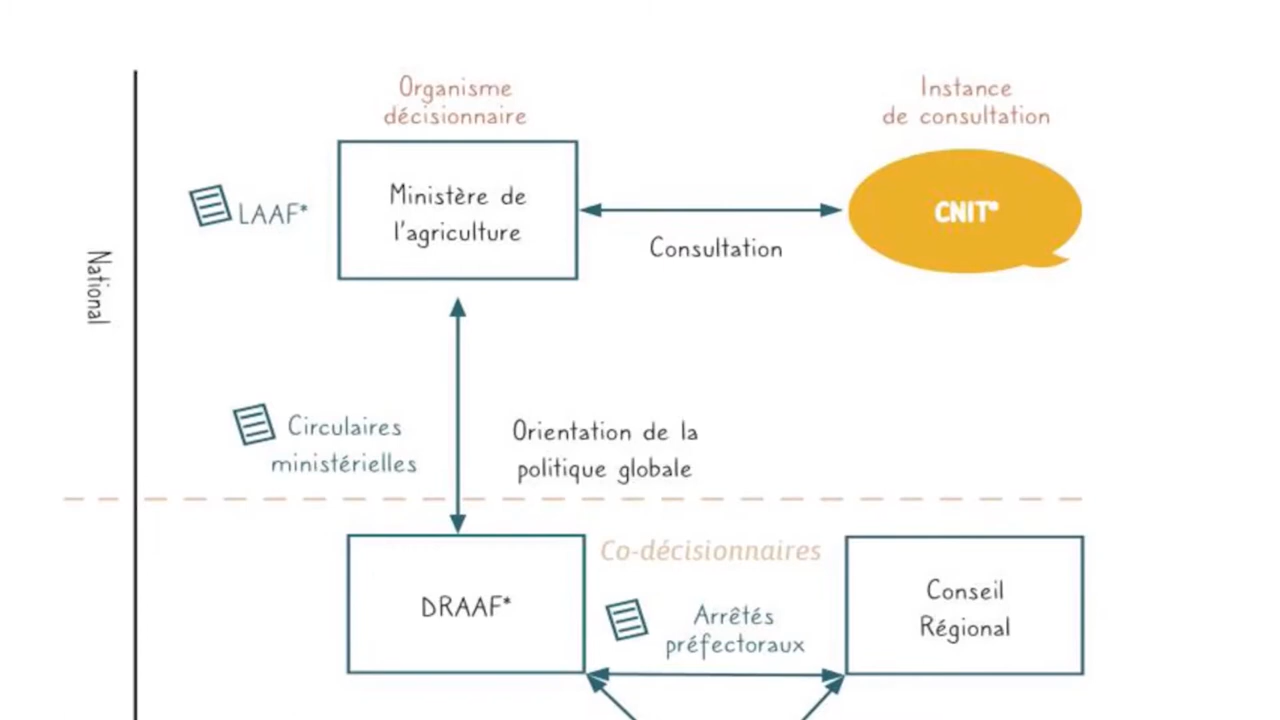 Organisme
décisionnaire
Instance
de consultation
LAAF*
Ministère de
l'agriculture
CNIT*
Consultation
National
Circulaires
ministérielles
Orientation de la
politique globale
Co-décisionnaires
DRAAF*
Arrêtés
préfectoraux
Conseil
Régional